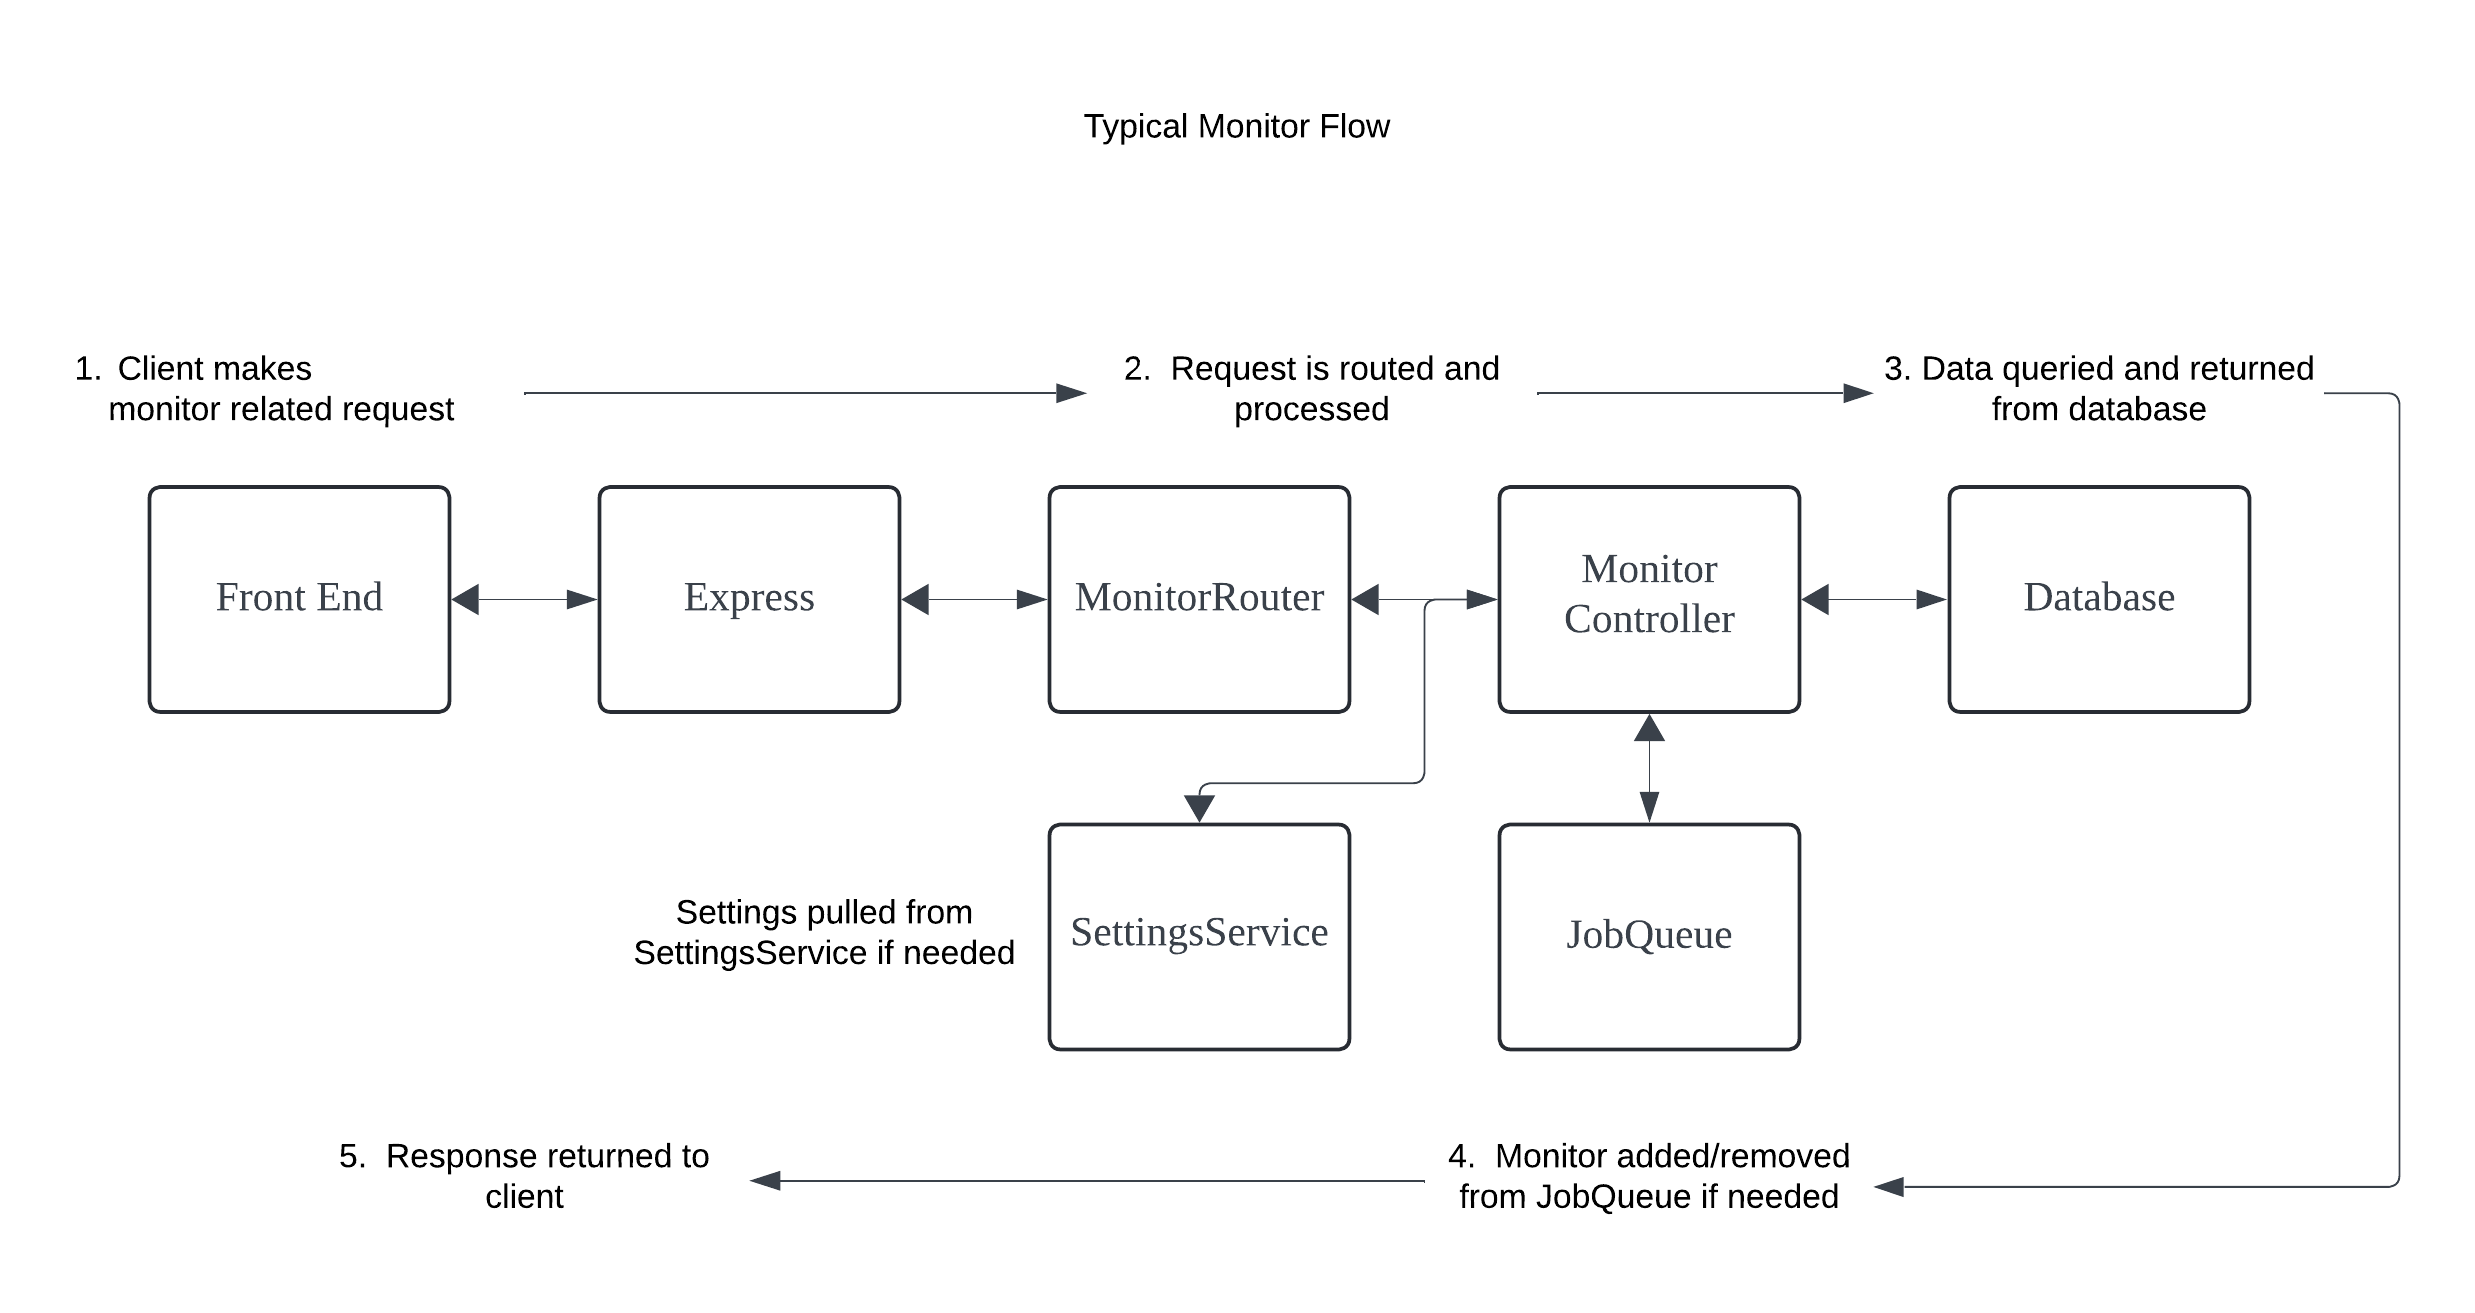 Typical Monitor Flow
1. Client makes
monitor related request
2. Request is routed and
processed
3. Data queried and returned
from database
Front End
Express
MonitorRouter
Monitor
Controller
Database
Settings pulled from
SettingsService if needed
SettingsService
JobQueue
5. Response returned to
client
4. Monitor added/removed
from JobQueue if needed